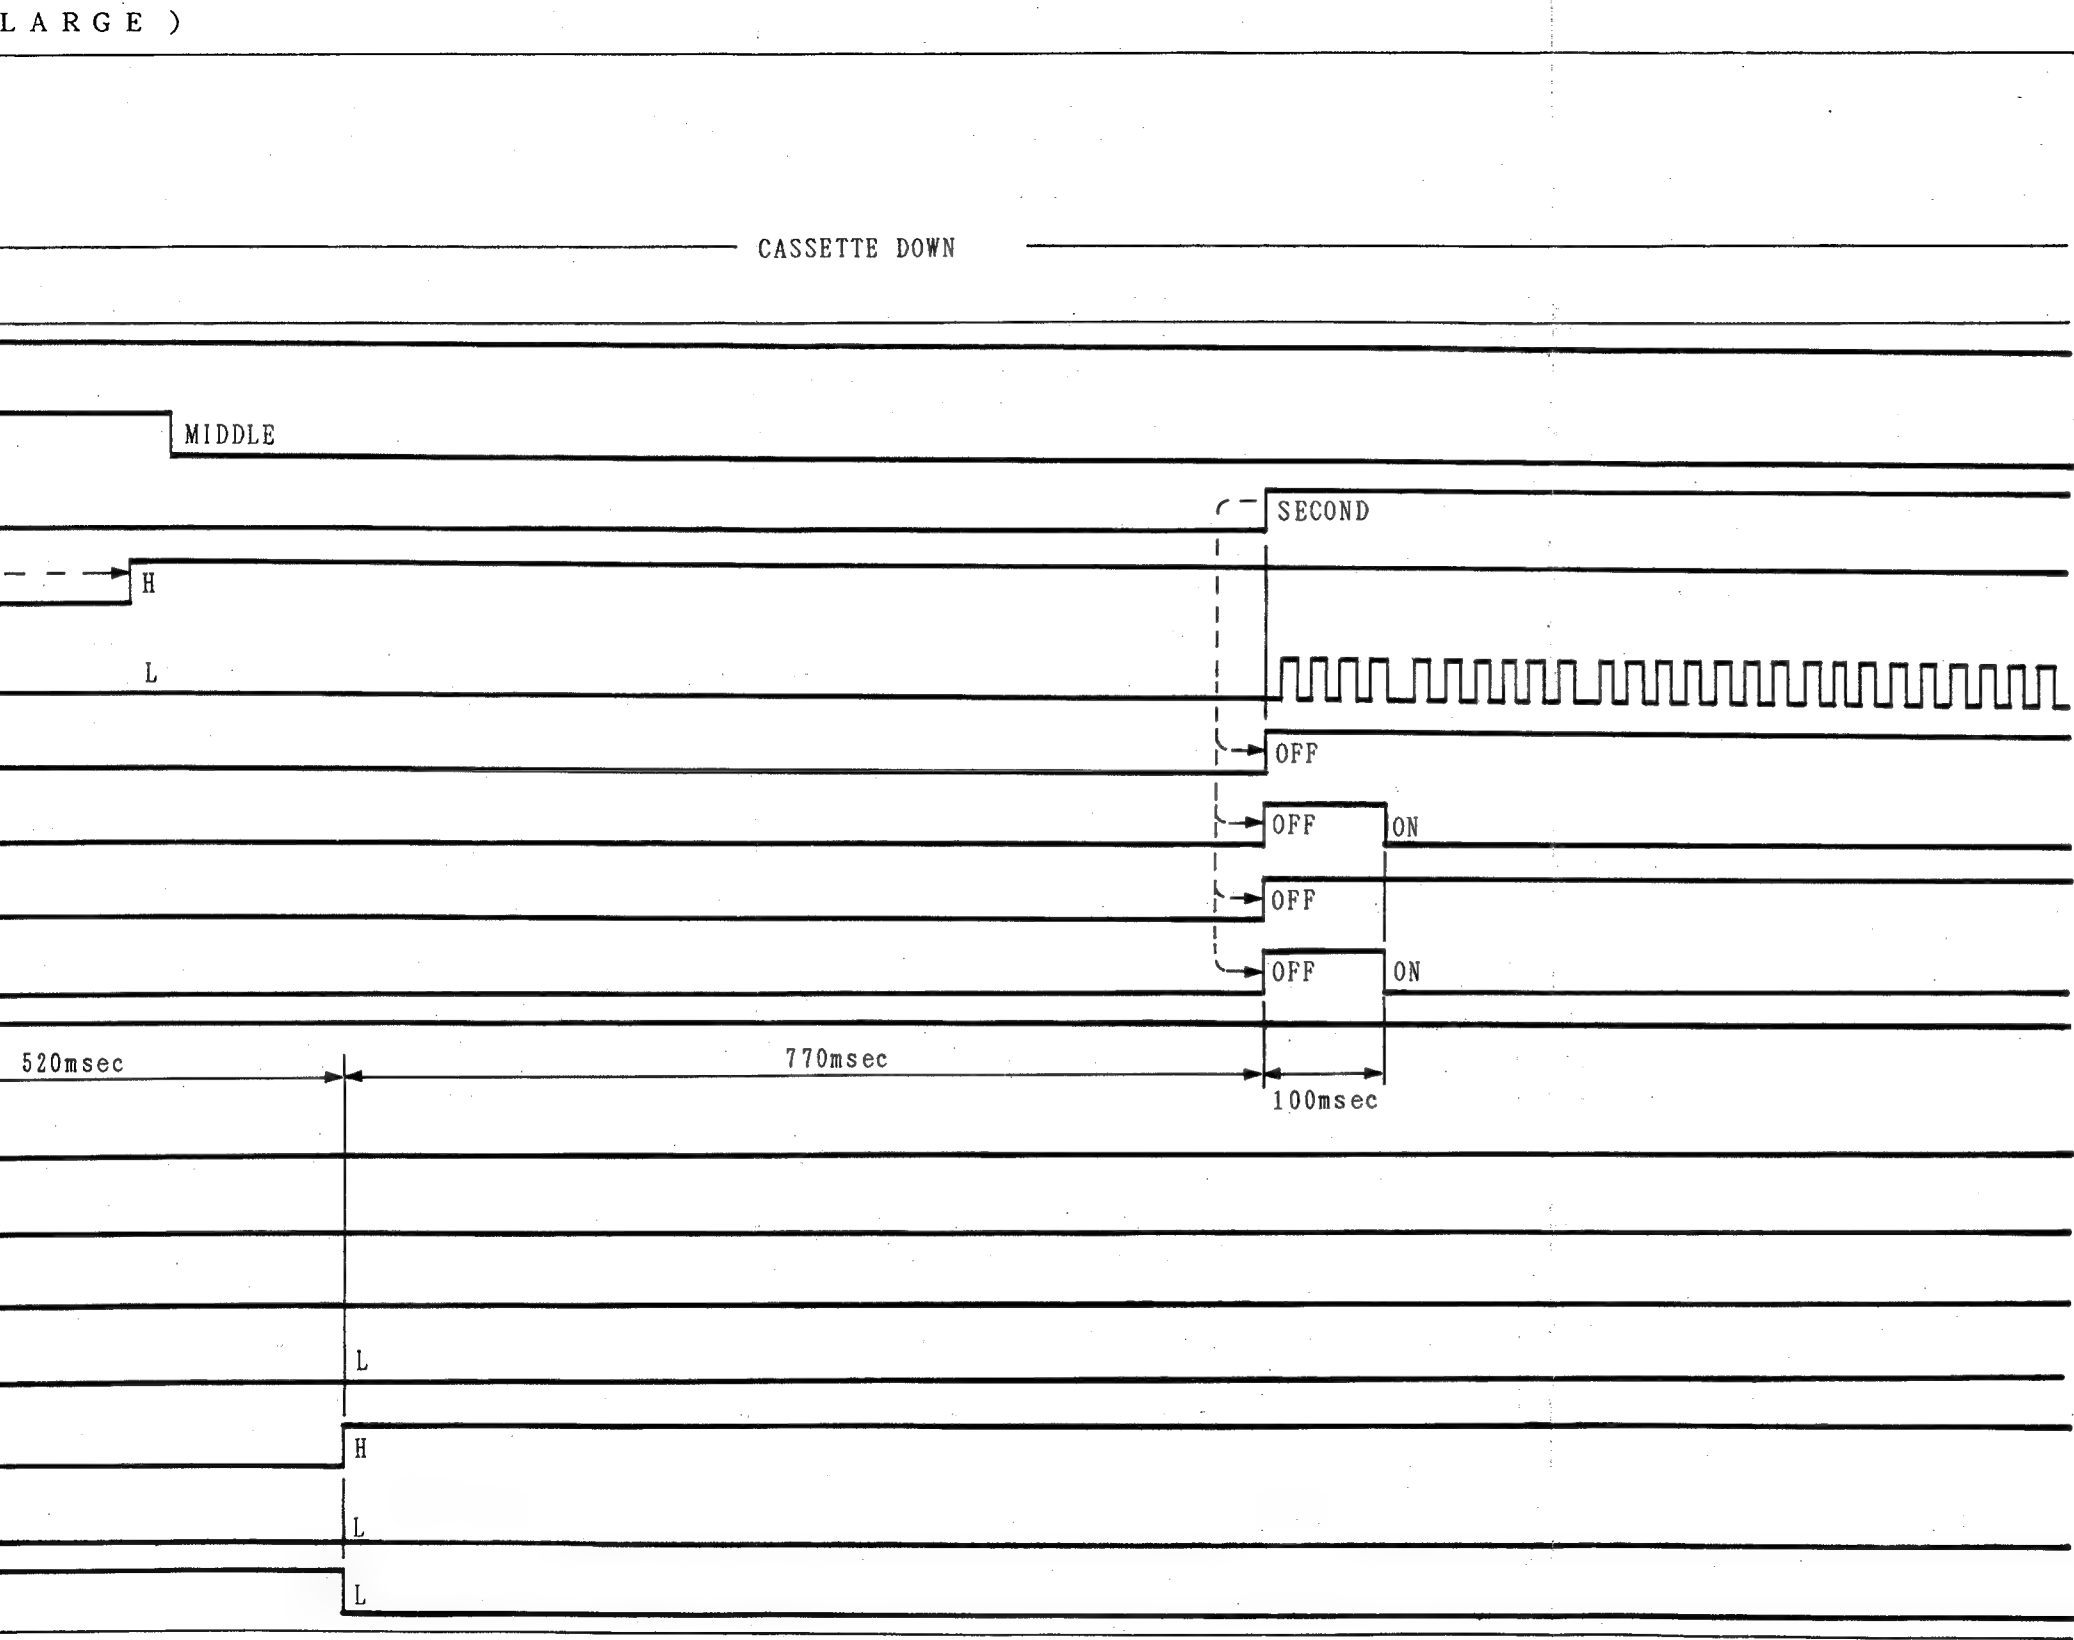 LARGE )
CASSETTE DOWN
MIDDLE
SECOND
H
L
OFF
OFF ON
OFF
OFF ON
520msec 770msec
100msec
L
H
L
L